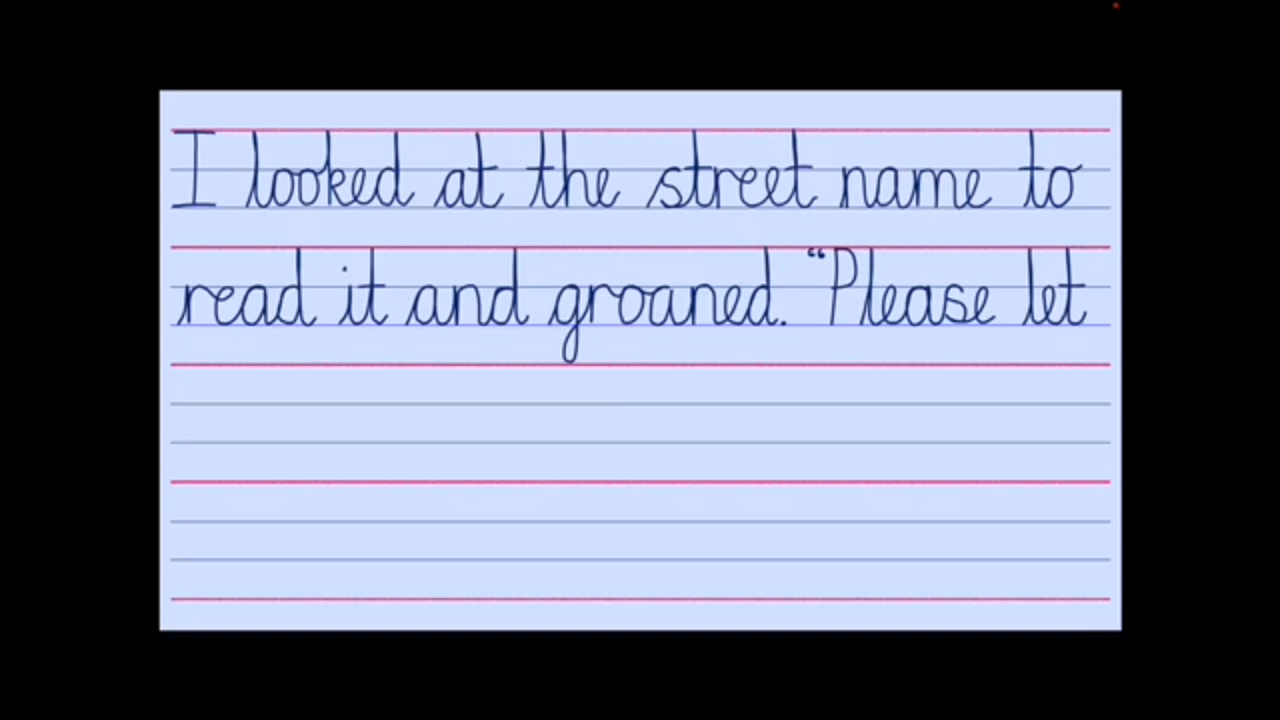 I looked at the street name to
read it and groaned. “Please let